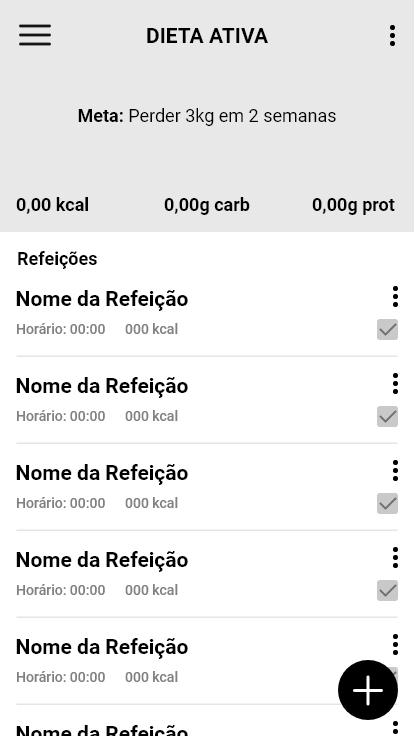 DIETA ATIVA
Meta: Perder 3kg em 2 semanas
0,00 kcal 0,00g carb 0,00g prot
Refeições
Nome da Refeição
Horário: 00:00 000 kcal
Nome da Refeição
Horário: 00:00 000 kcal
Nome da Refeição
Horário: 00:00 000 kcal
Nome da Refeição
Horário: 00:00 000 kcal
Nome da Refeição
Horário: 00:00 000 kcal
Nome da Refeição